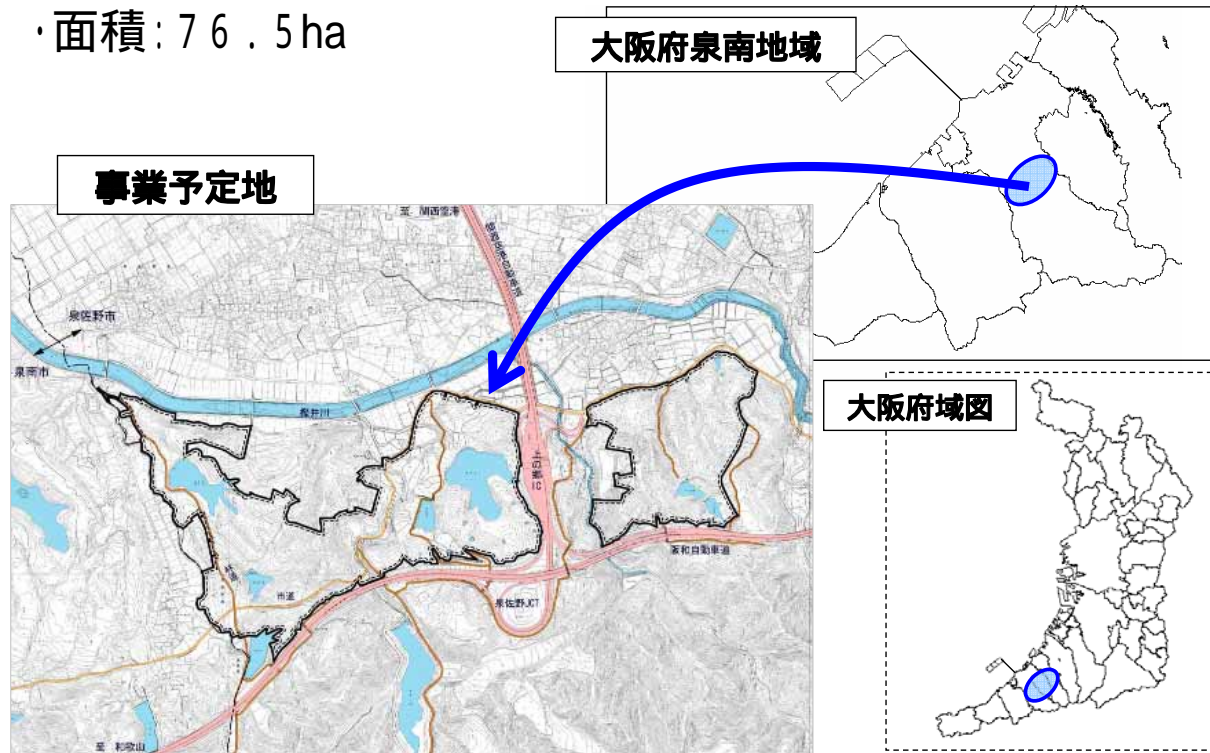 ・面積:７６．５ha
大阪府泉南地域
事業予定地
至 関西空港
泉佐野市
泉南市
樫井川
上之郷IC
大阪府域図
阪和自動車道
市道
泉佐野JCT
至 和歌山